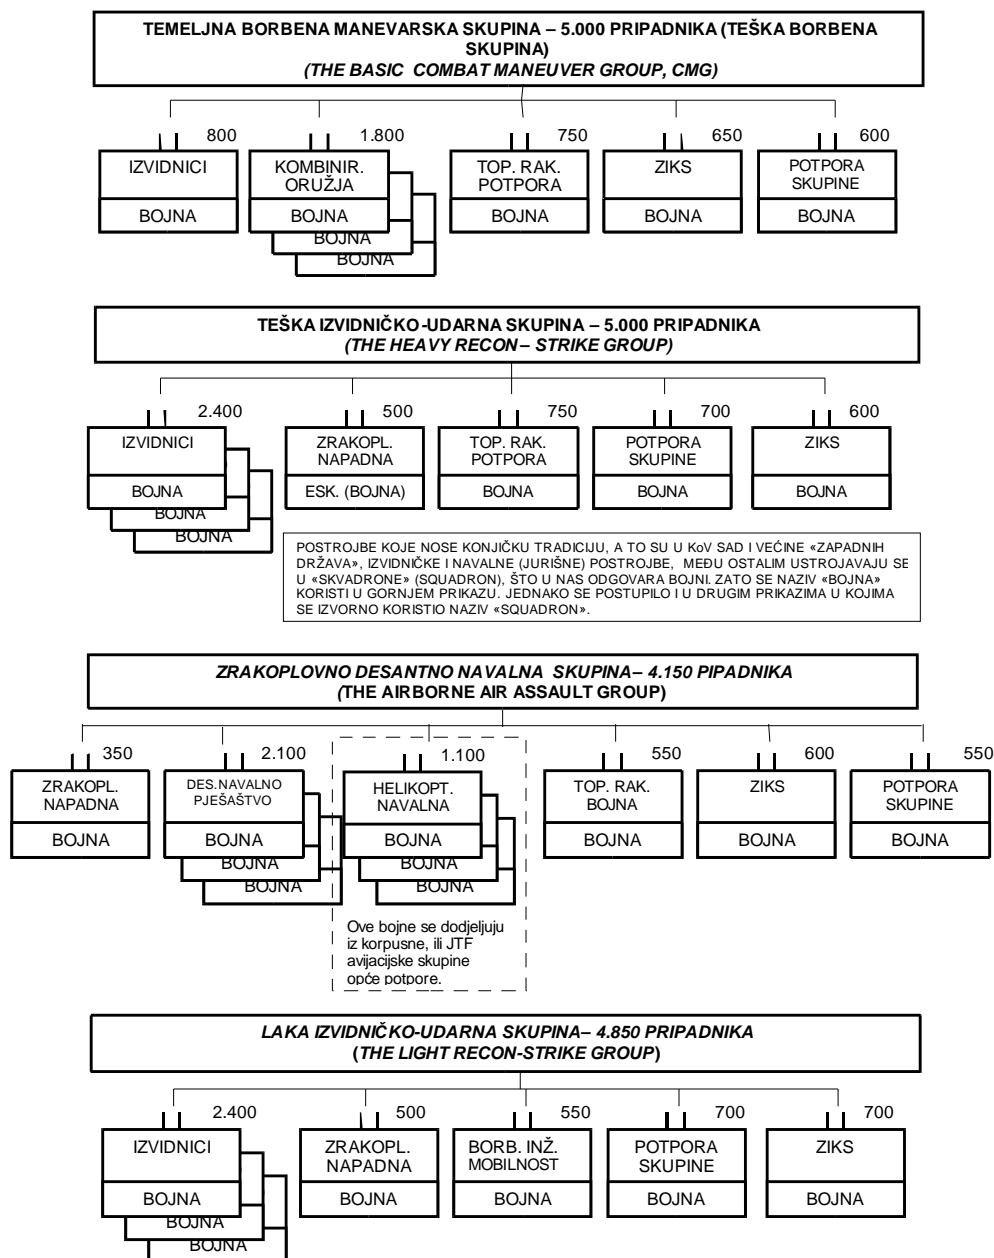 TEMELJNA BORBENA MANEVARSKA SKUPINA – 5.000 PRIPADNIKA (TEŠKA BORBENA
SKUPINA)
(THE BASIC COMBAT MANEUVER GROUP, CMG)
800
1.800
750
650
600
IZVIDNICI
BOJNA
KOMBINIR.
ORUŽJA
BOJNA
BOJNA
BOJNA
TOP. RAK.
POTPORA
BOJNA
ZIKS
BOJNA
POTPORA
SKUPINE
BOJNA
TEŠKA IZVIDNIČKO-UDARNA SKUPINA – 5.000 PRIPADNIKA
(THE HEAVY RECON – STRIKE GROUP)
2.400
500
750
700
600
IZVIDNICI
BOJNA
BOJNA
BOJNA
ZRAKOPL.
NAPADNA
ESK. (BOJNA)
TOP. RAK.
POTPORA
BOJNA
POTPORA
SKUPINE
BOJNA
ZIKS
BOJNA
POSTROJBE KOJE NOSE KONJIČKU TRADICIJU, A TO SU U KoV SAD I VEĆINE «ZAPADNIH
DRŽAVA», IZVIDNIČKE I NAVALNE (JURIŠNE) POSTROJBE, MEĐU OSTALIM USTROJAVAJU SE
U «SKVADRONE» (SQUADRON), ŠTO U NAS ODGOVARA BOJNI. ZATO SE NAZIV «BOJNA»
KORISTI U GORNJEM PRIKAZU. JEDNAKO SE POSTUPILO I U DRUGIM PRIKAZIMA U KOJIMA
SE IZVORNO KORISTIO NAZIV «SQUADRON».
ZRAKOPLOVNO DESANTNO NAVALNA SKUPINA– 4.150 PIPADNIKA
(THE AIRBORNE AIR ASSAULT GROUP)
350
2.100
1.100
550
600
550
ZRAKOPL.
NAPADNA
BOJNA
DES.NAVALNO
PJEŠAŠTVO
BOJNA
BOJNA
BOJNA
HELIKOPT.
NAVALNA
BOJNA
BOJNA
BOJNA
TOP. RAK.
BOJNA
BOJNA
ZIKS
BOJNA
POTPORA
SKUPINE
BOJNA
Ove bojne se dodjeljuju
iz korpusne, ili JTF
avijacijske skupine
opće potpore.
LAKA IZVIDNIČKO-UDARNA SKUPINA– 4.850 PRIPADNIKA
(THE LIGHT RECON-STRIKE GROUP)
2.400
500
550
700
700
IZVIDNICI
BOJNA
BOJNA
BOJNA
ZRAKOPL.
NAPADNA
BOJNA
BORB. INŽ.
MOBILNOST
BOJNA
POTPORA
SKUPINE
BOJNA
ZIKS
BOJNA